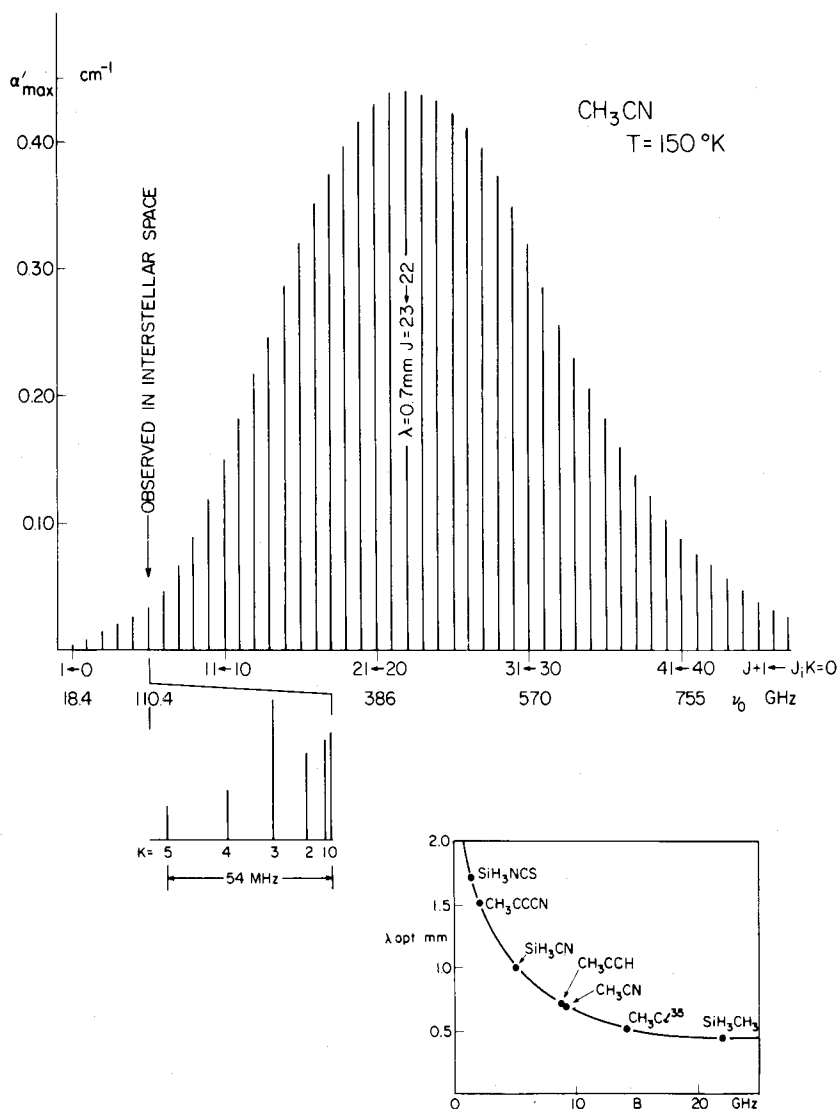 α'max cm⁻¹
CH₃CN
T=150 °K
0.40
0.30
0.20
0.10
OBSERVED IN INTERSTELLAR SPACE
λ=0.7mm J=23←22
1←0 11←10 21←20 31←30 41←40 J+1←J,K=0
18.4 110.4 386 570 755 ν₀ GHz
K= 5 4 3 2 1 0
54 MHz
2.0
1.5
1.0
0.5
λ opt mm
SiH₃NCS
CH₃CCCN
SiH₃CN
CH₃CCH
CH₃CN
CH₃Cℓ³⁵
SiH₃CH₃
0 10 B 20 GHz